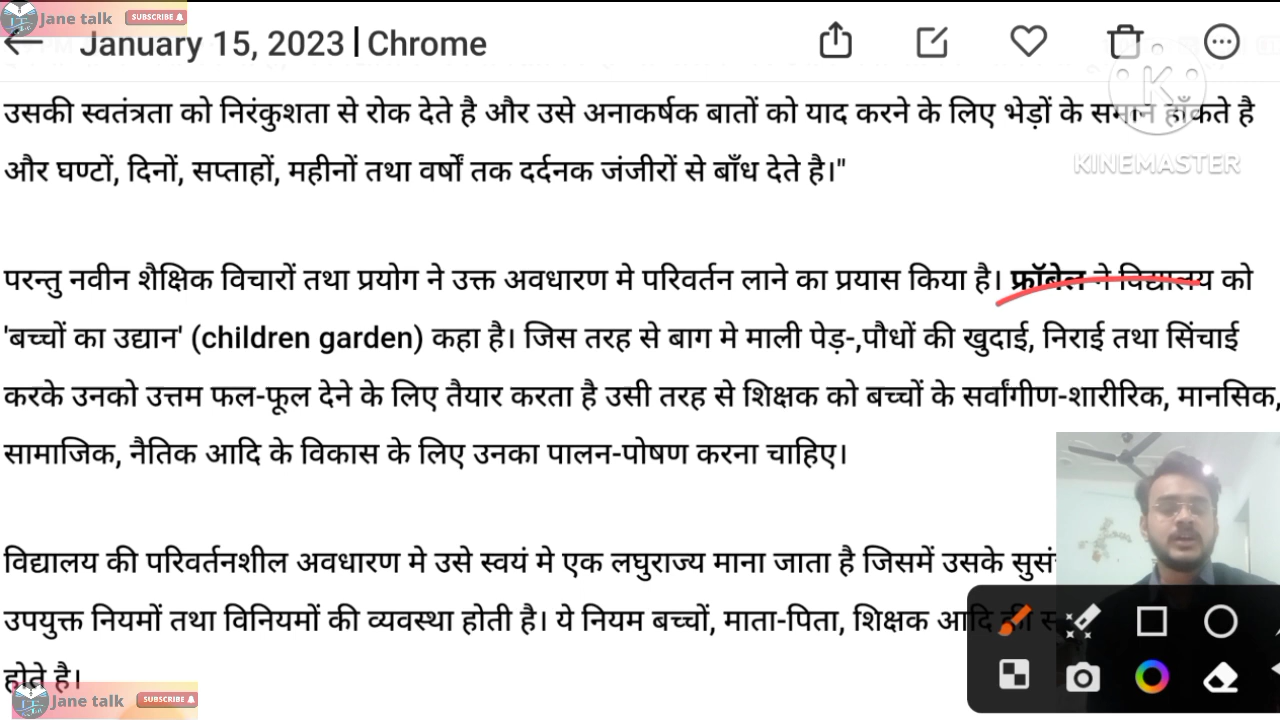 Jane talk SUBSCRIBE
January 15, 2023 | Chrome
उसकी स्वतंत्रता को निरंकुशता से रोक देते है और उसे अनाकर्षक बातों को याद करने के लिए भेड़ों के समान हाँकते है
K
KINEMASTER
और घण्टों, दिनों, सप्ताहों, महीनों तथा वर्षों तक दर्दनक जंजीरों से बाँध देते है।"
परन्तु नवीन शैक्षिक विचारों तथा प्रयोग ने उक्त अवधारण मे परिवर्तन लाने का प्रयास किया है। फ्रॉबेल ने विद्यालय को
'बच्चों का उद्यान' (children garden) कहा है। जिस तरह से बाग मे माली पेड़-,पौधों की खुदाई, निराई तथा सिंचाई
करके उनको उत्तम फल-फूल देने के लिए तैयार करता है उसी तरह से शिक्षक को बच्चों के सर्वांगीण-शारीरिक, मानसिक,
सामाजिक, नैतिक आदि के विकास के लिए उनका पालन-पोषण करना चाहिए।
विद्यालय की परिवर्तनशील अवधारण मे उसे स्वयं मे एक लघुराज्य माना जाता है जिसमें उसके
उपयुक्त नियमों तथा विनियमों की व्यवस्था होती है। ये नियम बच्चों, माता-पिता, शिक्षक आदि की
होते है।
Jane talk SUBSCRIBE